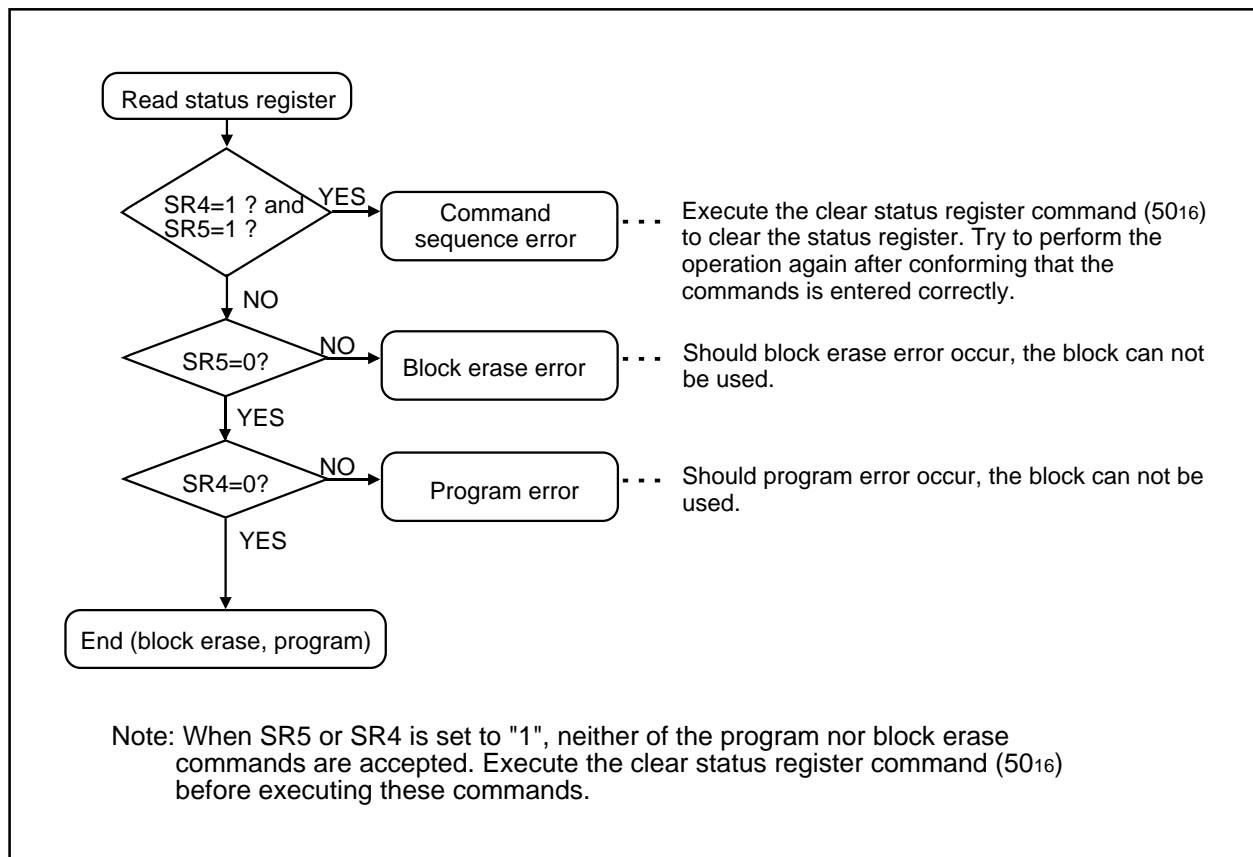 Read status register
SR4=1 ? and
SR5=1 ?
YES
Command
sequence error
Execute the clear status register command (5016)
to clear the status register. Try to perform the
operation again after conforming that the
commands is entered correctly.
NO
SR5=0?
NO
Block erase error
Should block erase error occur, the block can not
be used.
YES
SR4=0?
NO
Program error
Should program error occur, the block can not be
used.
YES
End (block erase, program)
Note: When SR5 or SR4 is set to "1", neither of the program nor block erase
commands are accepted. Execute the clear status register command (5016)
before executing these commands.